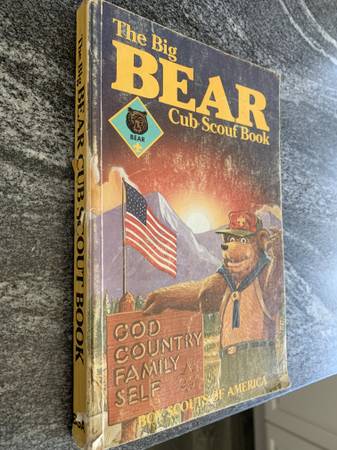 The Big
BEAR
Cub Scout Book
BEAR
GOD
COUNTRY
FAMILY
SELF
BOY SCOUTS OF AMERICA
The Big BEAR CUB SCOUT BOOK